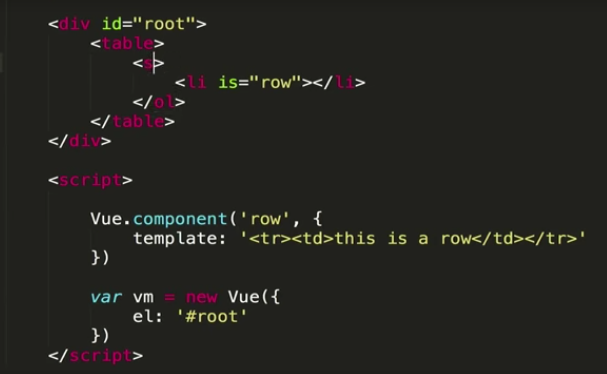 <div id="root">
<table>
<s>
<li is="row"></li>
</ol>
</table>
</div>
<script>
Vue.component('row', {
template: '<tr><td>this is a row</td></tr>'
})
var vm = new Vue({
el: '#root'
})
</script>